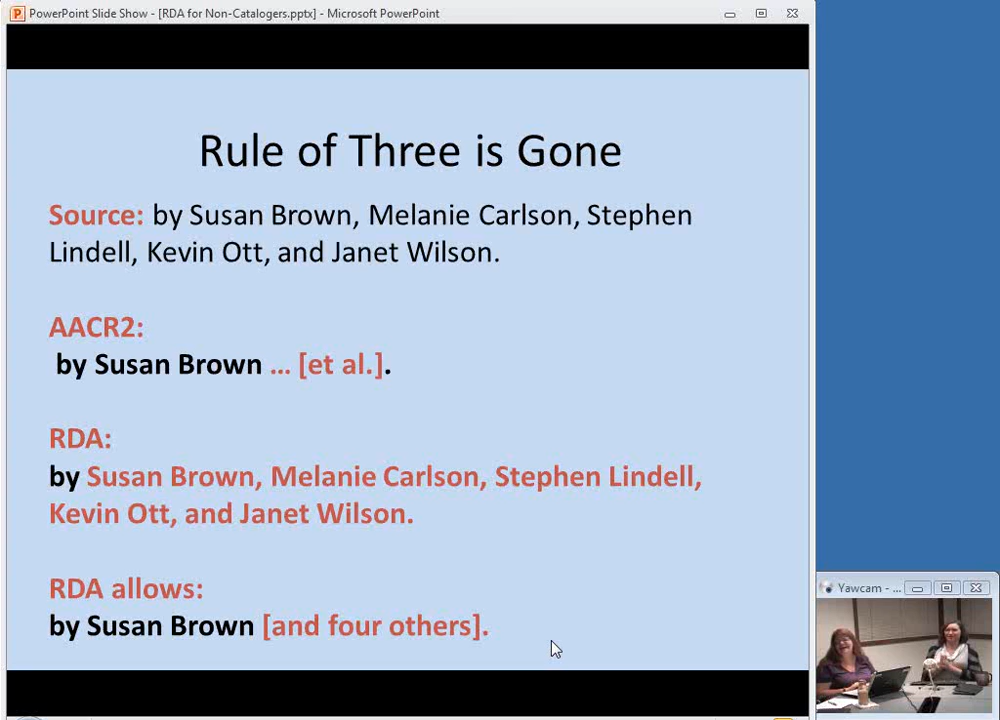 PowerPoint Slide Show - [RDA for Non-Catalogers.pptx] - Microsoft PowerPoint
Rule of Three is Gone
Source: by Susan Brown, Melanie Carlson, Stephen
Lindell, Kevin Ott, and Janet Wilson.
AACR2:
by Susan Brown ... [et al.].
RDA:
by Susan Brown, Melanie Carlson, Stephen Lindell,
Kevin Ott, and Janet Wilson.
RDA allows:
by Susan Brown [and four others].
Yawcam - ...